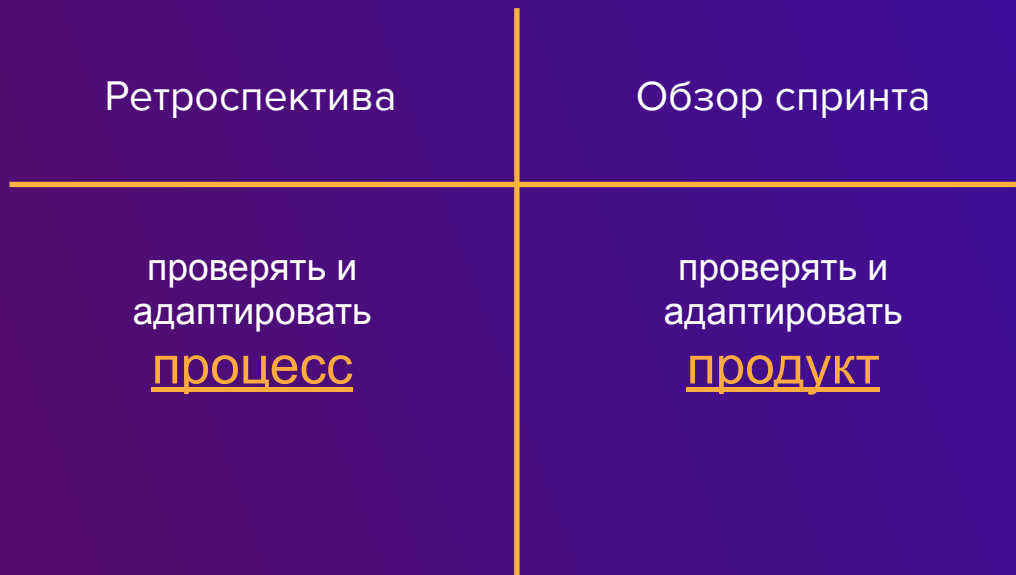 Ретроспектива
Обзор спринта
проверять и
адаптировать
процесс
проверять и
адаптировать
продукт